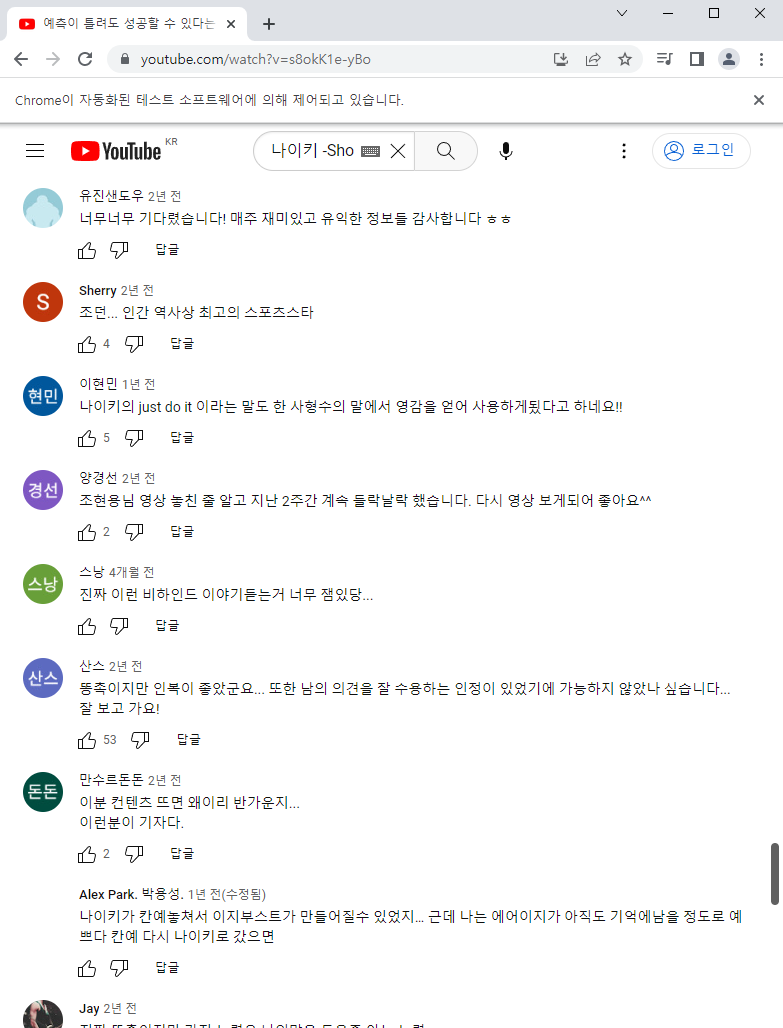 예측이 틀려도 성공할 수 있다는
youtube.com/watch?v=s8okK1e-yBo
Chrome이 자동화된 테스트 소프트웨어에 의해 제어되고 있습니다.
YouTube KR
나이키 -Sho
로그인
유진샌도우 2년 전
너무너무 기다렸습니다! 매주 재미있고 유익한 정보들 감사합니다 ㅎㅎ
답글
S
Sherry 2년 전
조던... 인간 역사상 최고의 스포츠스타
4 답글
현민
이현민 1년 전
나이키의 just do it 이라는 말도 한 사형수의 말에서 영감을 얻어 사용하게됬다고 하네요!!
5 답글
경선
양경선 2년 전
조현용님 영상 놓친 줄 알고 지난 2주간 계속 들락날락 했습니다. 다시 영상 보게되어 좋아요^^
2 답글
스낭
스낭 4개월 전
진짜 이런 비하인드 이야기듣는거 너무 잼있당...
답글
산스
산스 2년 전
똥촉이지만 인복이 좋았군요... 또한 남의 의견을 잘 수용하는 인정이 있었기에 가능하지 않았나 싶습니다...
잘 보고 가요!
53 답글
돈돈
만수르돈돈 2년 전
이분 컨텐츠 뜨면 왜이리 반가운지...
이런분이 기자다.
2 답글
Alex Park. 박용성. 1년 전(수정됨)
나이키가 칸예놓쳐서 이지부스트가 만들어질수 있었지... 근데 나는 에어이지가 아직도 기억에남을 정도로 예
쁘다 칸예 다시 나이키로 갔으면
답글
Jay 2년 전